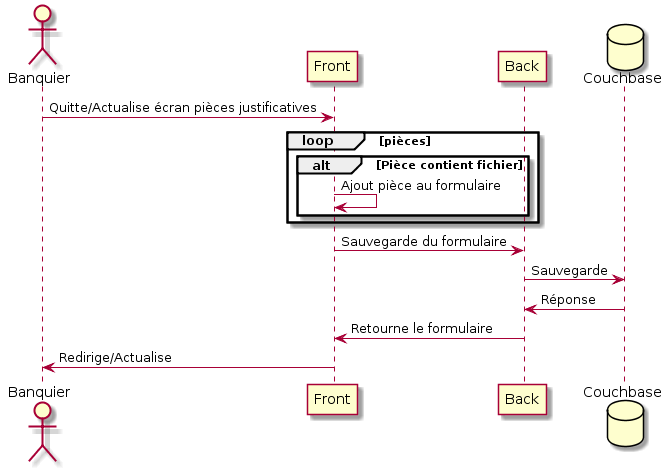 Banquier
Front
Back
Couchbase
Quitte/Actualise écran pièces justificatives
loop
[pièces]
alt
[Pièce contient fichier]
Ajout pièce au formulaire
Sauvegarde du formulaire
Sauvegarde
Réponse
Retourne le formulaire
Redirige/Actualise
Banquier
Front
Back
Couchbase